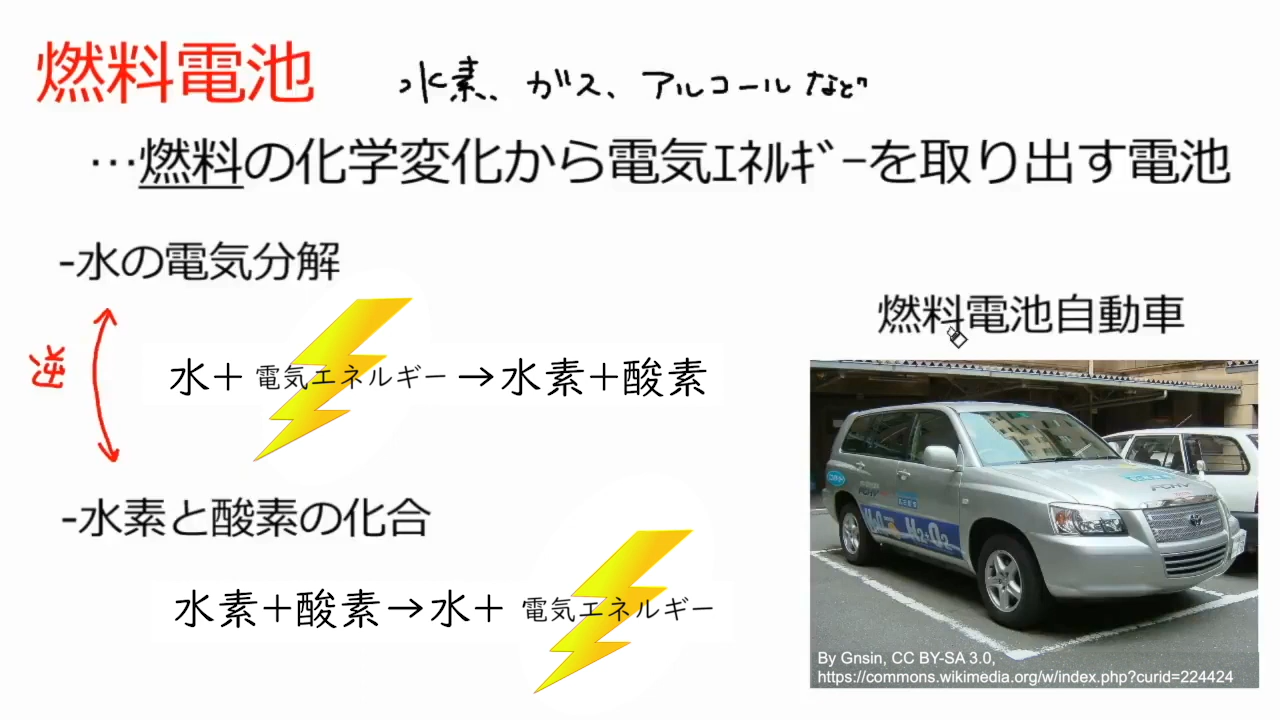 燃料電池
水素、ガス、アルコールなど
…燃料の化学変化から電気ｴﾈﾙｷﾞｰを取り出す電池
-水の電気分解
逆
水＋電気エネルギー→水素＋酸素
-水素と酸素の化合
水素＋酸素→水＋電気エネルギー
燃料電池自動車
By Gnsin, CC BY-SA 3.0,
https://commons.wikimedia.org/w/index.php?curid=224424